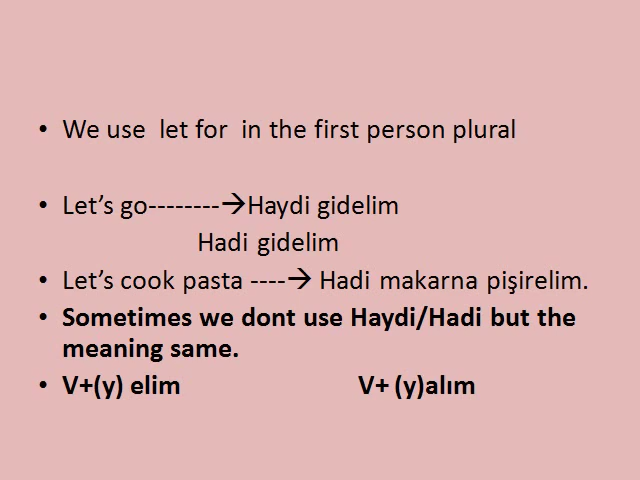 • We use  let for  in the first person plural
• Let’s go--------→Haydi gidelim
Hadi gidelim
• Let’s cook pasta ----→ Hadi makarna pişirelim.
• Sometimes we dont use Haydi/Hadi but the
meaning same.
• V+(y) elim V+ (y)alım